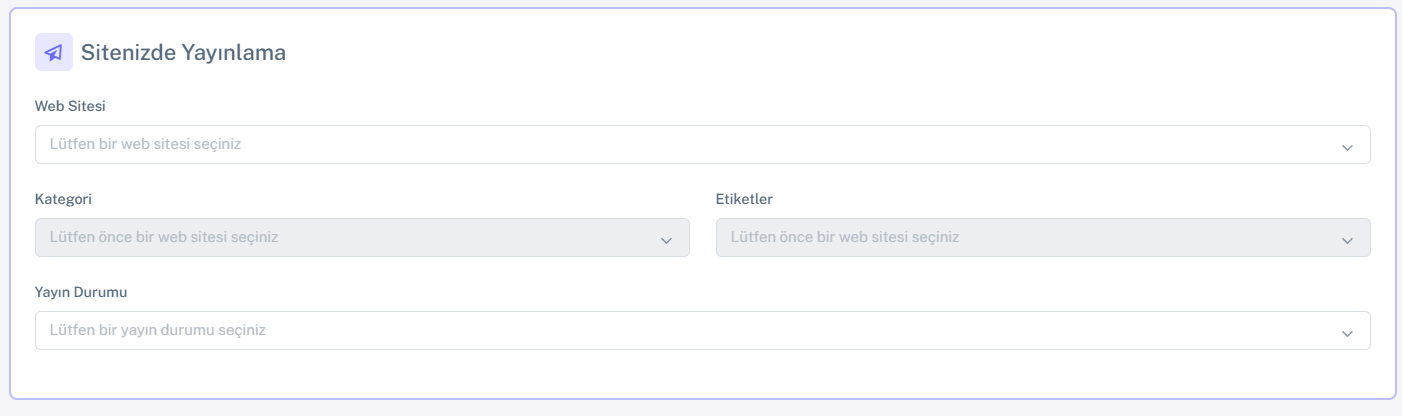 Sitenizde Yayınlama
Web Sitesi
Lütfen bir web sitesi seçiniz
Kategori
Etiketler
Lütfen önce bir web sitesi seçiniz
Lütfen önce bir web sitesi seçiniz
Yayın Durumu
Lütfen bir yayın durumu seçiniz